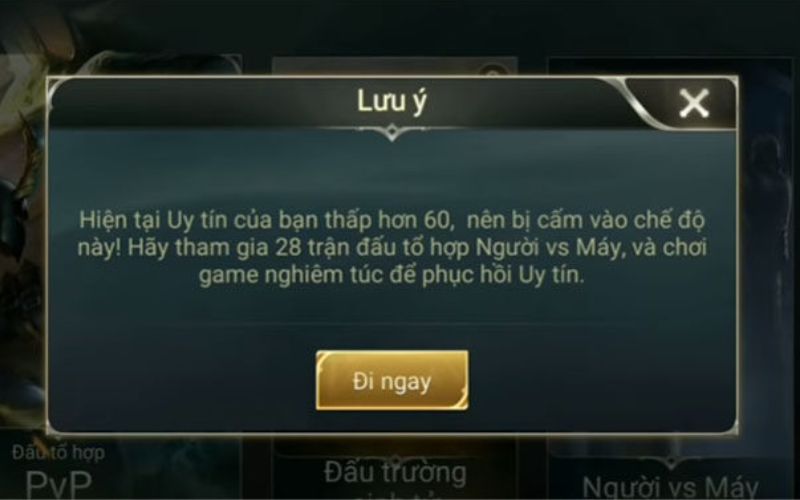 Lưu ý
Hiện tại Uy tín của bạn thấp hơn 60, nên bị cấm vào chế độ
này! Hãy tham gia 28 trận đấu tổ hợp Người vs Máy, và chơi
game nghiêm túc để phục hồi Uy tín.
Đi ngay
Đấu tổ hợp
PvP
Đấu trường
Người vs Máy